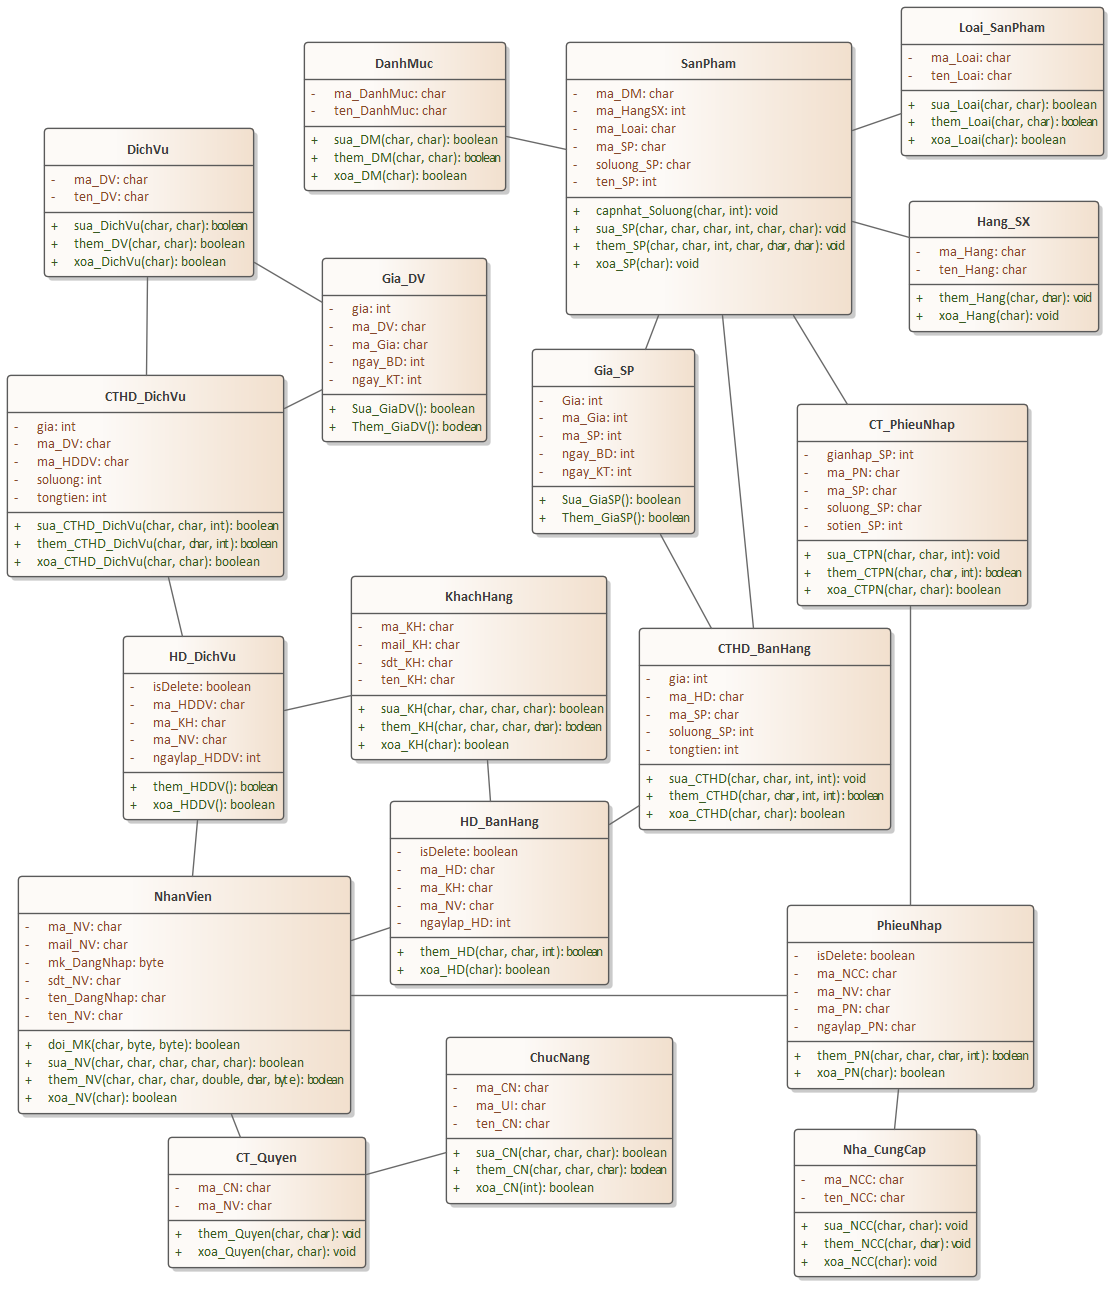 Loai_SanPham
- ma_Loai: char
- ten_Loai: char
+ sua_Loai(char, char): boolean
+ them_Loai(char, char): boolean
+ xoa_Loai(char): boolean
DanhMuc
- ma_DanhMuc: char
- ten_DanhMuc: char
+ sua_DM(char, char): boolean
+ them_DM(char, char): boolean
+ xoa_DM(char): boolean
SanPham
- ma_DM: char
- ma_HangSX: int
- ma_Loai: char
- ma_SP: char
- soluong_SP: char
- ten_SP: int
+ capnhat_Soluong(char, int): void
+ sua_SP(char, char, char, int, char, char): void
+ them_SP(char, char, int, char, char, char): void
+ xoa_SP(char): void
DichVu
- ma_DV: char
- ten_DV: char
+ sua_DichVu(char, char): boolean
+ them_DV(char, char): boolean
+ xoa_DichVu(char): boolean
Hang_SX
- ma_Hang: char
- ten_Hang: char
+ them_Hang(char, char): void
+ xoa_Hang(char): void
Gia_DV
- gia: int
- ma_DV: char
- ma_Gia: char
- ngay_BD: int
- ngay_KT: int
+ Sua_GiaDV(): boolean
+ Them_GiaDV(): boolean
Gia_SP
- Gia: int
- ma_Gia: int
- ma_SP: int
- ngay_BD: int
- ngay_KT: int
+ Sua_GiaSP(): boolean
+ Them_GiaSP(): boolean
CTHD_DichVu
- gia: int
- ma_DV: char
- ma_HDDV: char
- soluong: int
- tongtien: int
+ sua_CTHD_DichVu(char, char, int): boolean
+ them_CTHD_DichVu(char, char, int): boolean
+ xoa_CTHD_DichVu(char, char): boolean
CT_PhieuNhap
- gianhap_SP: int
- ma_PN: char
- ma_SP: char
- soluong_SP: char
- sotien_SP: int
+ sua_CTPN(char, char, int): void
+ them_CTPN(char, char, int): boolean
+ xoa_CTPN(char, char): boolean
KhachHang
- ma_KH: char
- mail_KH: char
- sdt_KH: char
- ten_KH: char
+ sua_KH(char, char, char, char): boolean
+ them_KH(char, char, char, char): boolean
+ xoa_KH(char): boolean
CTHD_BanHang
- gia: int
- ma_HD: char
- ma_SP: char
- soluong_SP: int
- tongtien: int
+ sua_CTHD(char, char, int, int): void
+ them_CTHD(char, char, int, int): boolean
+ xoa_CTHD(char, char): boolean
HD_DichVu
- isDelete: boolean
- ma_HDDV: char
- ma_KH: char
- ma_NV: char
- ngaylap_HDDV: int
+ them_HDDV(): boolean
+ xoa_HDDV(): boolean
HD_BanHang
- isDelete: boolean
- ma_HD: char
- ma_KH: char
- ma_NV: char
- ngaylap_HD: int
+ them_HD(char, char, int): boolean
+ xoa_HD(char): boolean
NhanVien
- ma_NV: char
- mail_NV: char
- mk_DangNhap: byte
- sdt_NV: char
- ten_DangNhap: char
- ten_NV: char
+ doi_MK(char, byte, byte): boolean
+ sua_NV(char, char, char, char, char): boolean
+ them_NV(char, char, char, double, char, byte): boolean
+ xoa_NV(char): boolean
PhieuNhap
- isDelete: boolean
- ma_NCC: char
- ma_NV: char
- ma_PN: char
- ngaylap_PN: char
+ them_PN(char, char, char, int): boolean
+ xoa_PN(char): boolean
ChucNang
- ma_CN: char
- ma_UI: char
- ten_CN: char
+ sua_CN(char, char, char): boolean
+ them_CN(char, char, char): boolean
+ xoa_CN(int): boolean
CT_Quyen
- ma_CN: char
- ma_NV: char
+ them_Quyen(char, char): void
+ xoa_Quyen(char, char): void
Nha_CungCap
- ma_NCC: char
- ten_NCC: char
+ sua_NCC(char, char): void
+ them_NCC(char, char): void
+ xoa_NCC(char): void